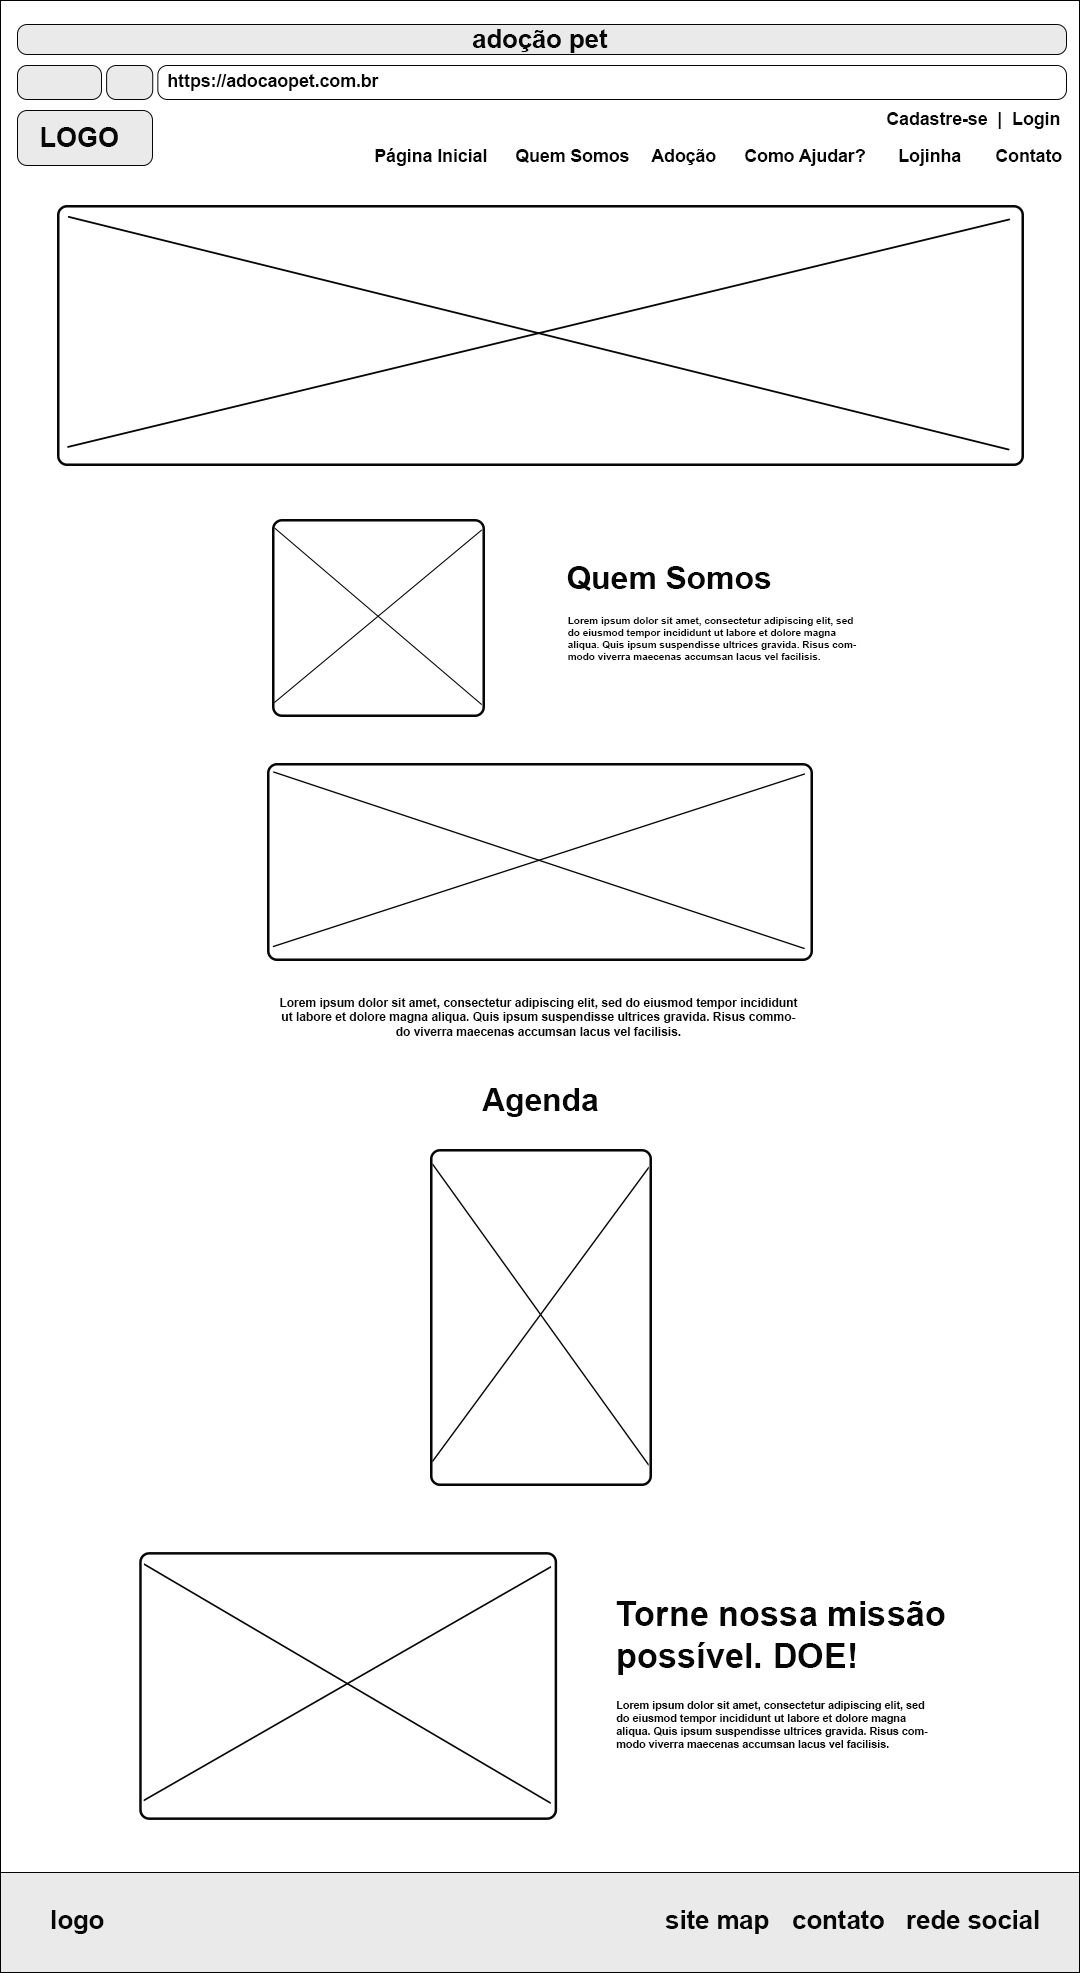 adoção pet
https://adocaopet.com.br
LOGO
Cadastre-se | Login
Página Inicial Quem Somos Adoção Como Ajudar? Lojinha Contato
Quem Somos
Lorem ipsum dolor sit amet, consectetur adipiscing elit, sed
do eiusmod tempor incididunt ut labore et dolore magna
aliqua. Quis ipsum suspendisse ultrices gravida. Risus com-
modo viverra maecenas accumsan lacus vel facilisis.
Lorem ipsum dolor sit amet, consectetur adipiscing elit, sed do eiusmod tempor incididunt
ut labore et dolore magna aliqua. Quis ipsum suspendisse ultrices gravida. Risus commo-
do viverra maecenas accumsan lacus vel facilisis.
Agenda
Torne nossa missão
possível. DOE!
Lorem ipsum dolor sit amet, consectetur adipiscing elit, sed
do eiusmod tempor incididunt ut labore et dolore magna
aliqua. Quis ipsum suspendisse ultrices gravida. Risus com-
modo viverra maecenas accumsan lacus vel facilisis.
logo
site map contato rede social